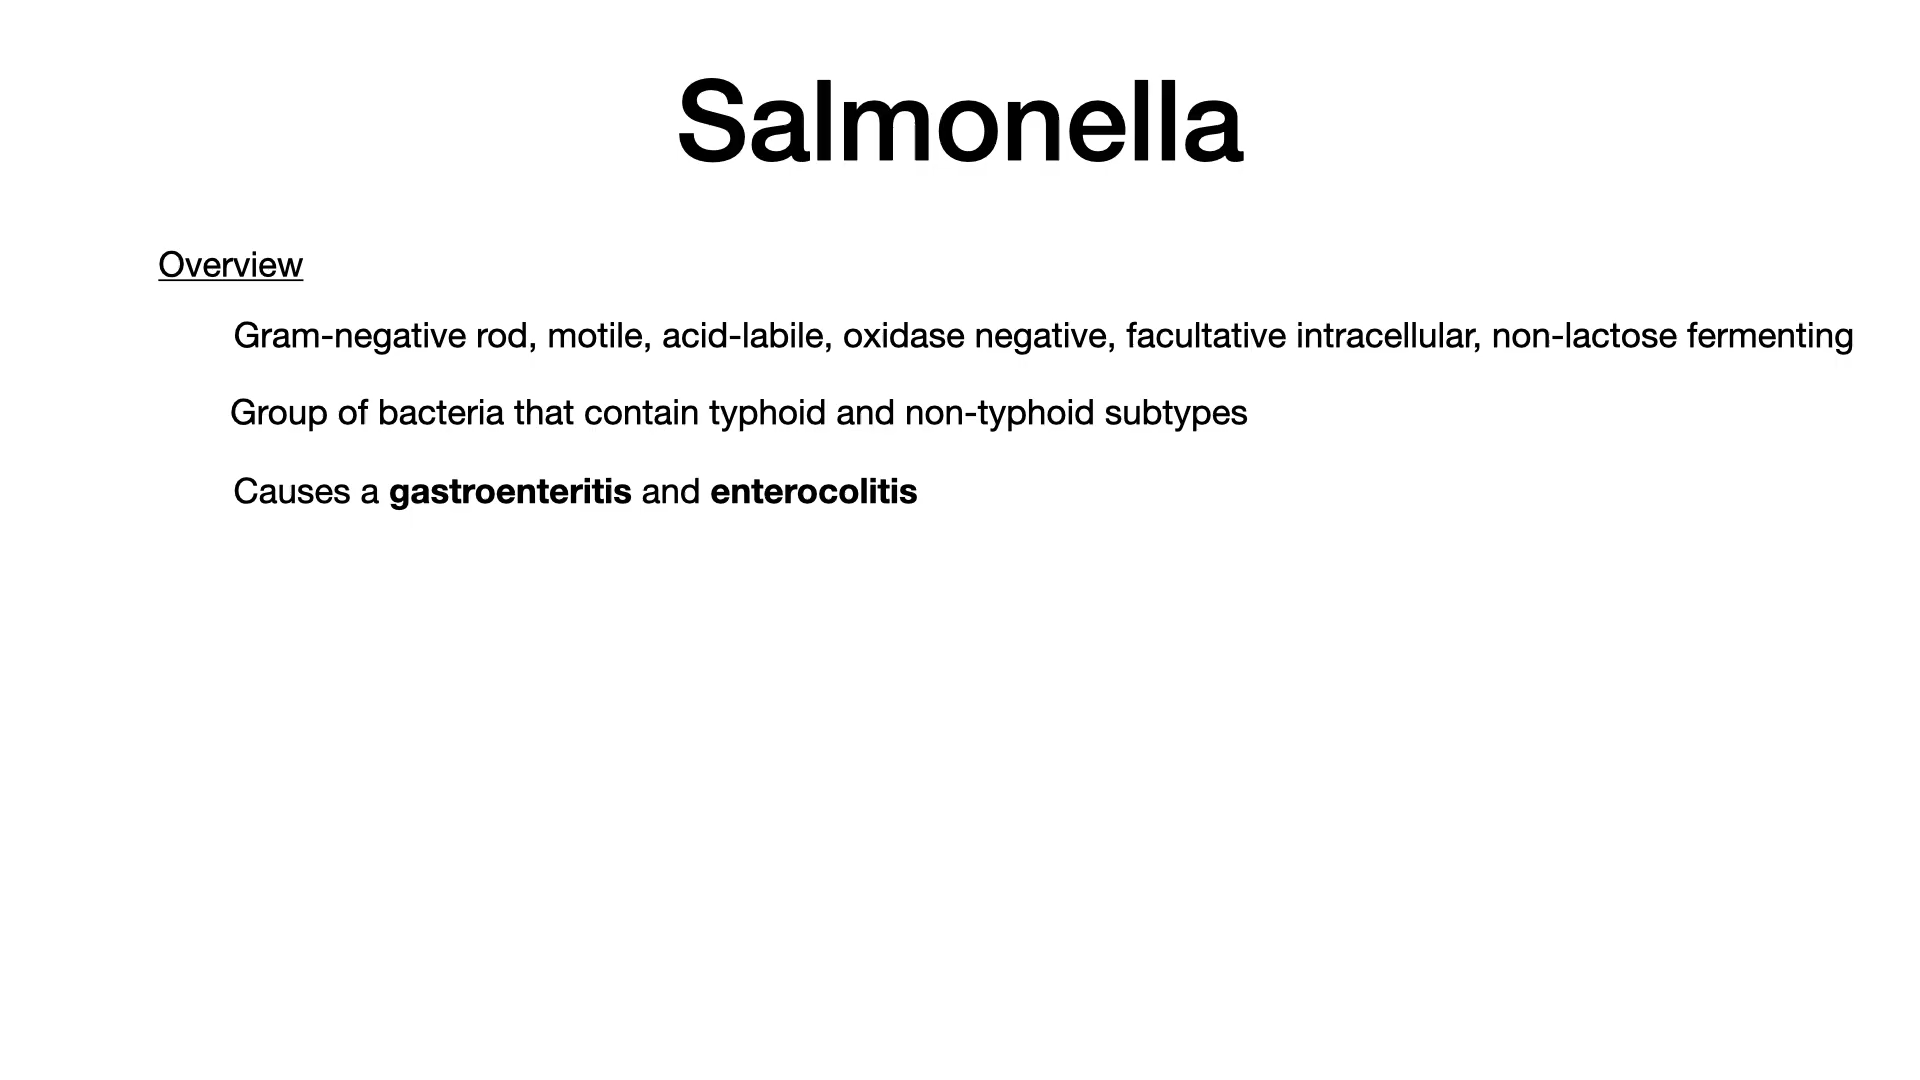 Salmonella
Overview
Gram-negative rod, motile, acid-labile, oxidase negative, facultative intracellular, non-lactose fermenting
Group of bacteria that contain typhoid and non-typhoid subtypes
Causes a gastroenteritis and enterocolitis